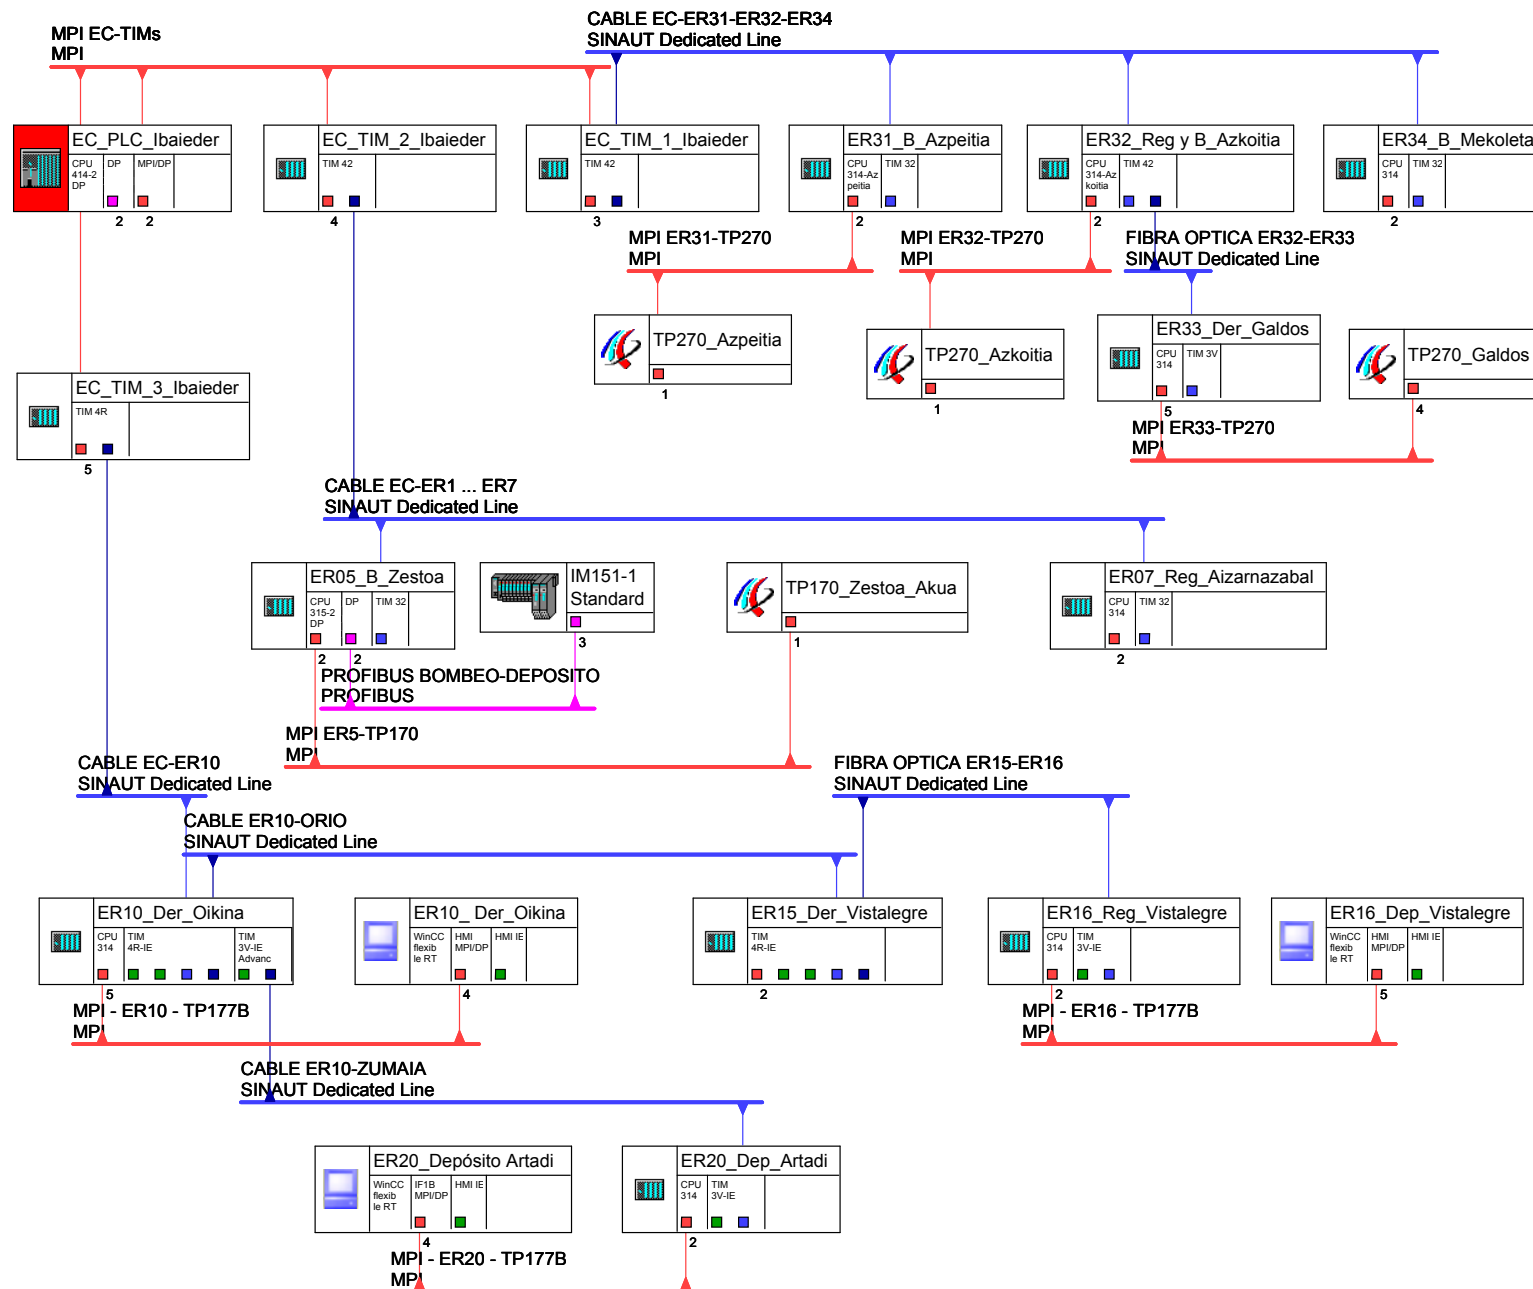 MPI EC-TIMs
MPI
CABLE EC-ER31-ER32-ER34
SINAUT Dedicated Line
EC_PLC_Ibaieder
CPU
414-2
DP
DP
MPI/DP
2
2
EC_TIM_2_Ibaieder
TIM 42
4
EC_TIM_1_Ibaieder
TIM 42
3
ER31_B_Azpeitia
CPU
314-Az
peitia
TIM 32
2
ER32_Reg y B_Azkoitia
CPU
314-Az
koitia
TIM 42
2
ER34_B_Mekoleta
CPU
314
TIM 32
2
MPI ER31-TP270
MPI
MPI ER32-TP270
MPI
FIBRA OPTICA ER32-ER33
SINAUT Dedicated Line
TP270_Azpeitia
1
TP270_Azkoitia
1
ER33_Der_Galdos
CPU
314
TIM 3V
5
TP270_Galdos
4
MPI ER33-TP270
MPI
EC_TIM_3_Ibaieder
TIM 4R
5
CABLE EC-ER1 ... ER7
SINAUT Dedicated Line
ER05_B_Zestoa
CPU
315-2
DP
DP
TIM 32
2
2
IM151-1
Standard
3
TP170_Zestoa_Akua
1
ER07_Reg_Aizarnazabal
CPU
314
TIM 32
2
PROFIBUS BOMBEO-DEPOSITO
PROFIBUS
MPI ER5-TP170
MPI
CABLE EC-ER10
SINAUT Dedicated Line
FIBRA OPTICA ER15-ER16
SINAUT Dedicated Line
CABLE ER10-ORIO
SINAUT Dedicated Line
ER10_Der_Oikina
CPU
314
TIM
4R-IE
TIM
3V-IE
Advanc
5
ER10_ Der_Oikina
WinCC
flexib
le RT
HMI
MPI/DP
HMI IE
4
ER15_Der_Vistalegre
TIM
4R-IE
2
ER16_Reg_Vistalegre
CPU
314
TIM
3V-IE
2
ER16_Dep_Vistalegre
WinCC
flexib
le RT
HMI
MPI/DP
HMI IE
5
MPI - ER10 - TP177B
MPI
MPI - ER16 - TP177B
MPI
CABLE ER10-ZUMAIA
SINAUT Dedicated Line
ER20_Depósito Artadi
WinCC
flexib
le RT
IF1B
MPI/DP
HMI IE
4
ER20_Dep_Artadi
CPU
314
TIM
3V-IE
2
MPI - ER20 - TP177B
MPI